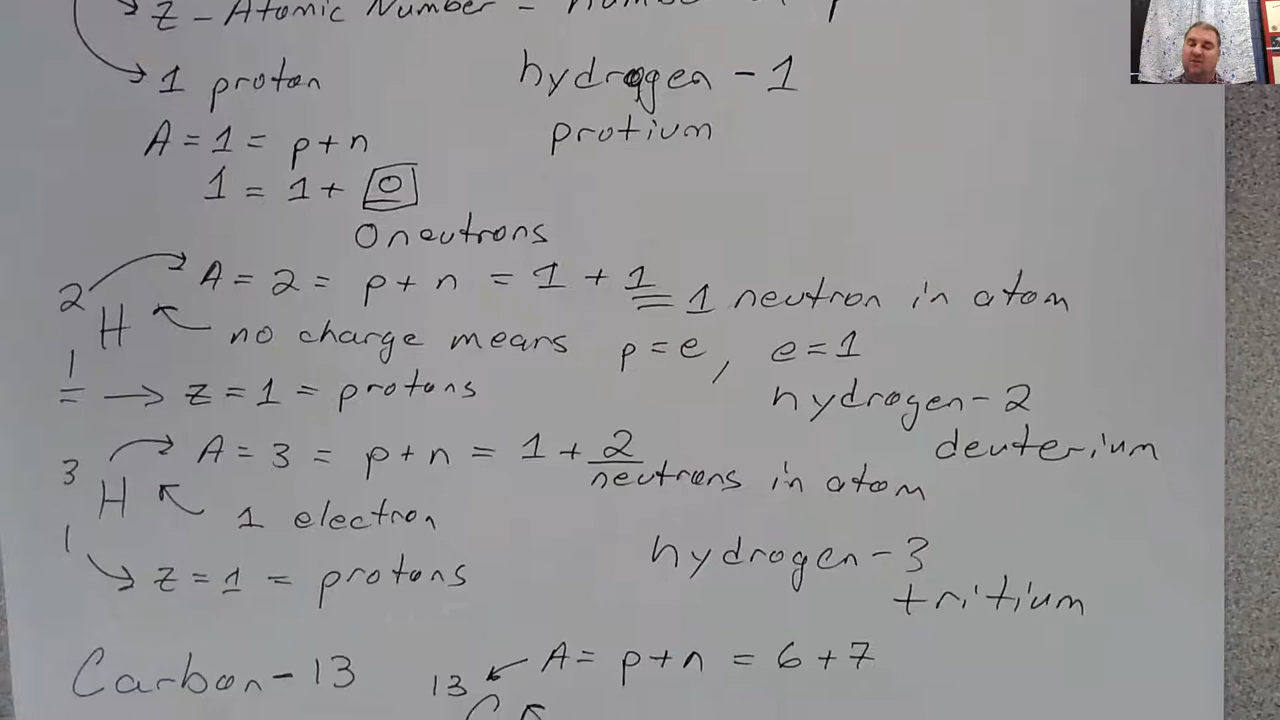 Z - Atomic Number - Number
1 proton
hydrogen - 1
A = 1 = p + n
protium
1 = 1 + 0
0 neutrons
A = 2 = p + n = 1 + 1 = 1 neutron in atom
2
H
1
no charge means p = e, e = 1
→ Z = 1 = protons
hydrogen - 2
deuterium
A = 3 = p + n = 1 + 2 neutrons in atom
3
H
1
1 electron
Z = 1 = protons
hydrogen - 3
tritium
Carbon - 13
13
A = p + n = 6 + 7